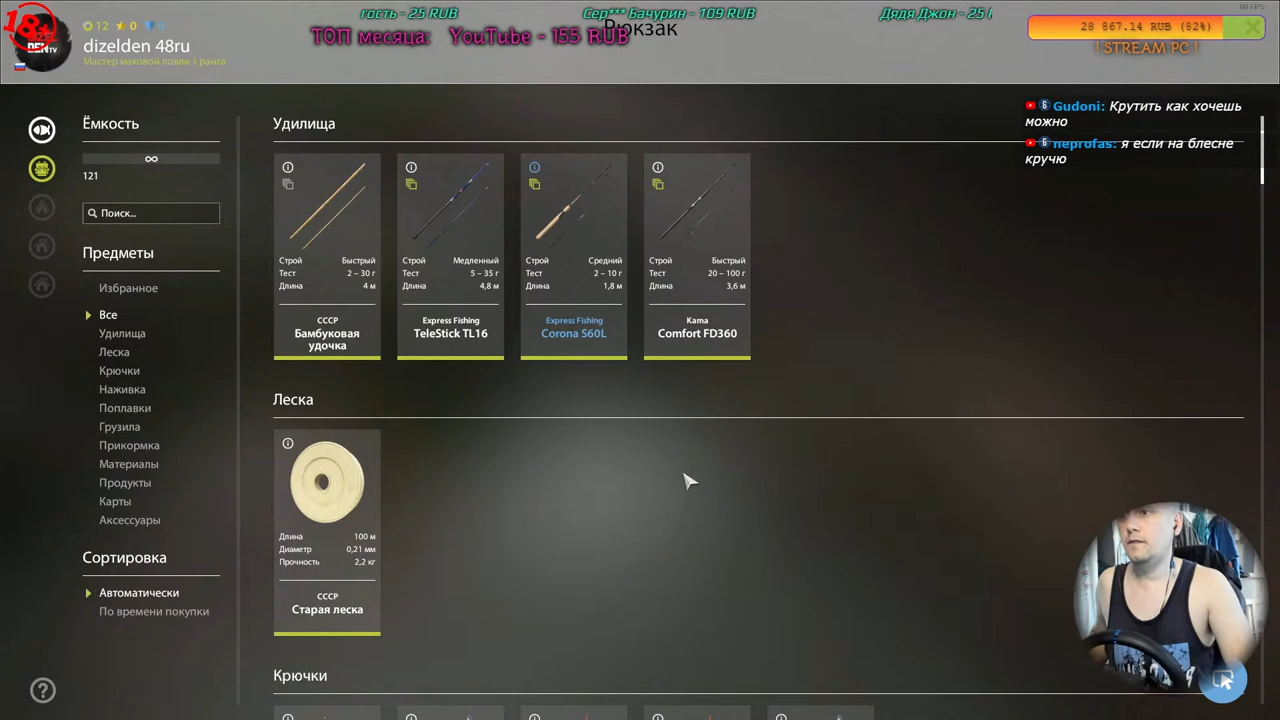 гость - 25 RUB
Сер*** Бачурин - 109 RUB
Дядя Джон - 25
ТОП месяца: YouTube - 155 RUB
Рюкзак
28 867.14 RUB (82%)
! STREAM PC !
18+
12 0 0
dizelden 48ru
Мастер маховой ловли 1 ранга
Gudoni: Крутить как хочешь
можно
neprofas: я если на блесне
кручю
Ёмкость
∞
121
Поиск...
Предметы
Избранное
Все
Удилища
Леска
Крючки
Наживка
Поплавки
Грузила
Прикормка
Материалы
Продукты
Карты
Аксессуары
Сортировка
Автоматически
По времени покупки
?
Удилища
Строй Быстрый
Тест 2 – 30 г
Длина 4 м
СССР
Бамбуковая
удочка
Строй Медленный
Тест 5 – 35 г
Длина 4,8 м
Express Fishing
TeleStick TL16
Строй Средний
Тест 2 – 10 г
Длина 1,8 м
Express Fishing
Corona S60L
Строй Быстрый
Тест 20 – 100 г
Длина 3,6 м
Kama
Comfort FD360
Леска
Длина 100 м
Диаметр 0,21 мм
Прочность 2,2 кг
СССР
Старая леска
Крючки